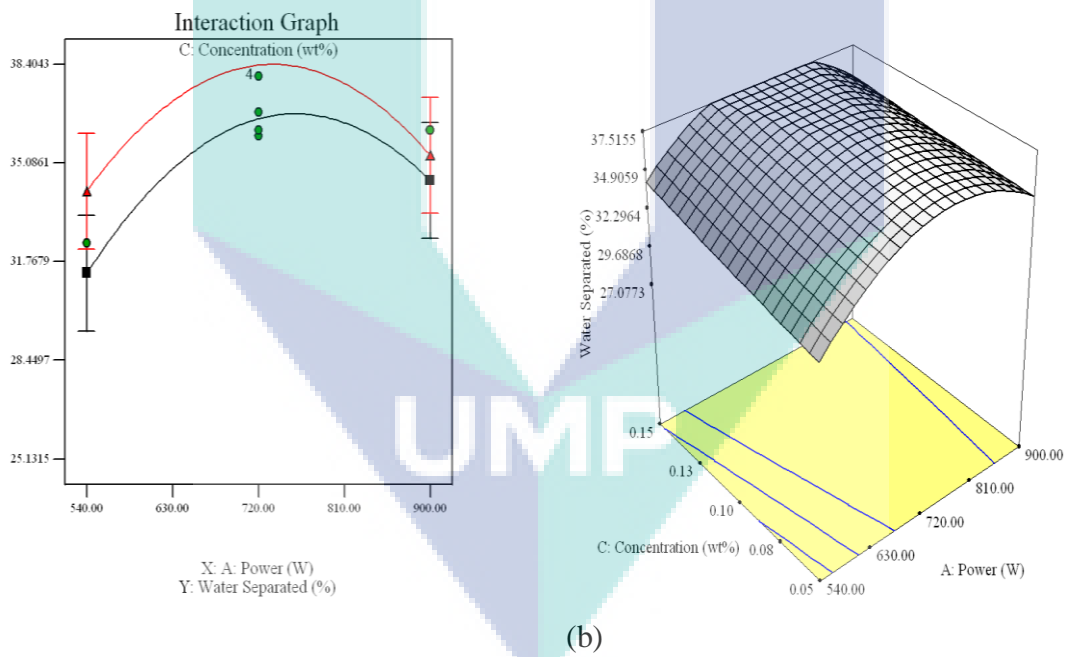 Interaction Graph
C: Concentration (wt%)
38.4043
35.0861
31.7679
28.4497
25.1315
4
540.00 630.00 720.00 810.00 900.00
X: A: Power (W)
Y: Water Separated (%)
37.5155
34.9059
32.2964
29.6868
27.0773
Water Separated (%)
0.15
0.13
0.10
0.08
0.05
C: Concentration (wt%)
540.00
630.00
720.00
810.00
900.00
A: Power (W)
UMP
(b)